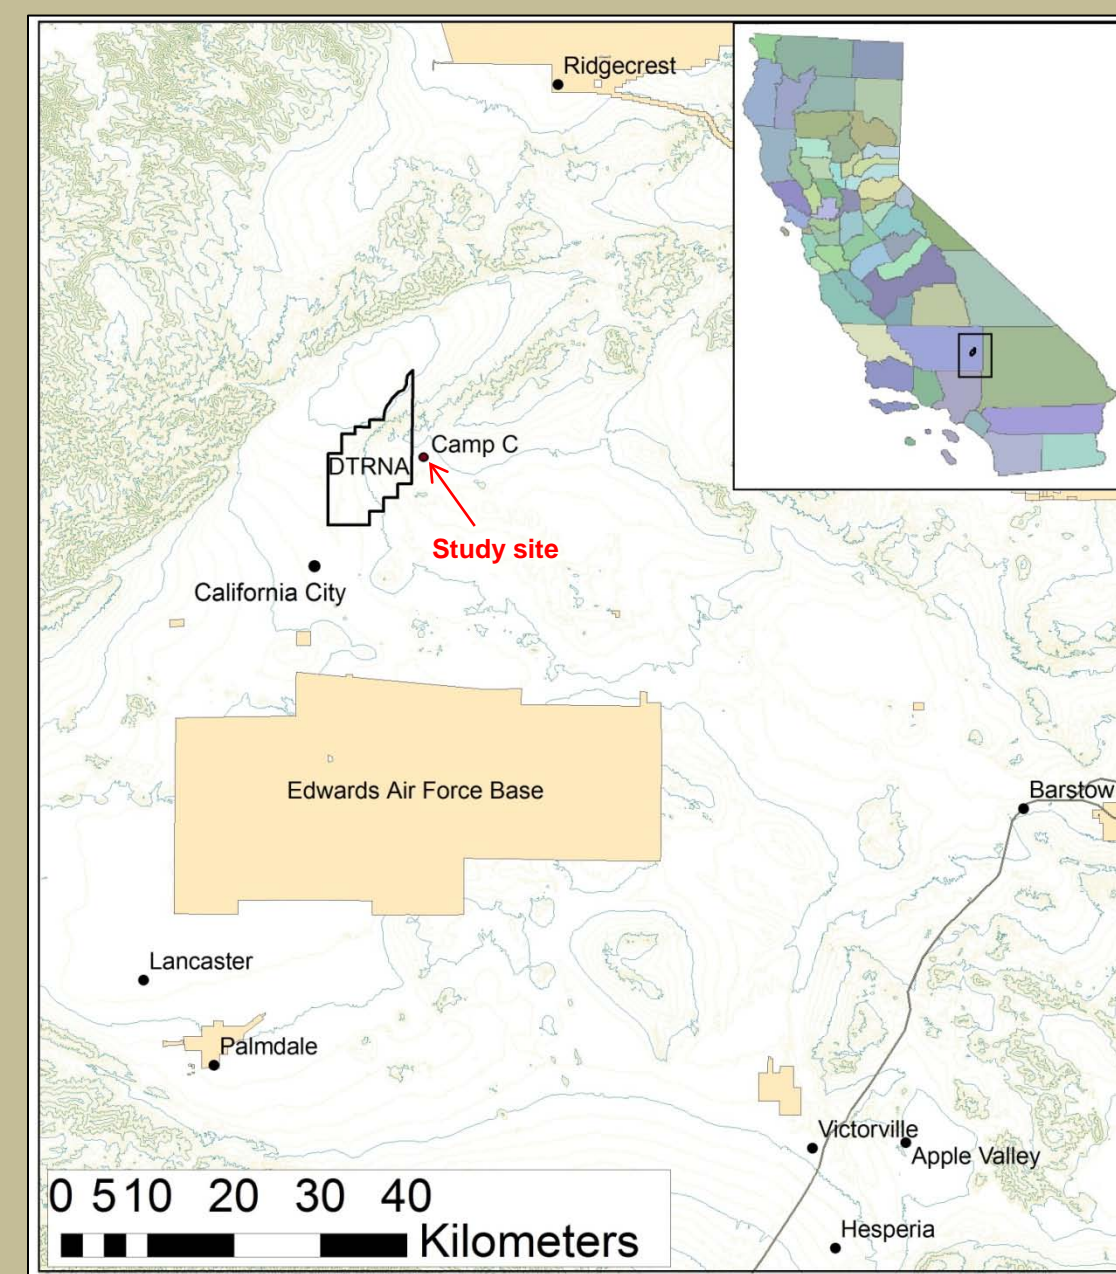 Ridgecrest
Camp C
DTRNA
Study site
California City
Edwards Air Force Base
Barstow
Lancaster
Palmdale
Victorville
Apple Valley
Hesperia
0 5 10 20 30 40
Kilometers